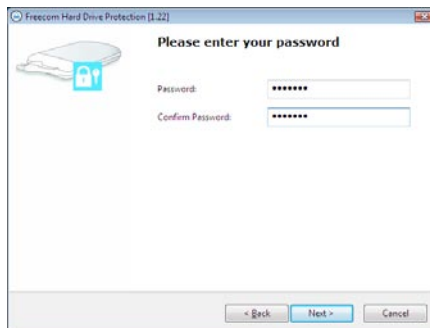 Freecom Hard Drive Protection [1.22]
Please enter your password
Password: •••••••
Confirm Password: •••••••
< Back Next > Cancel